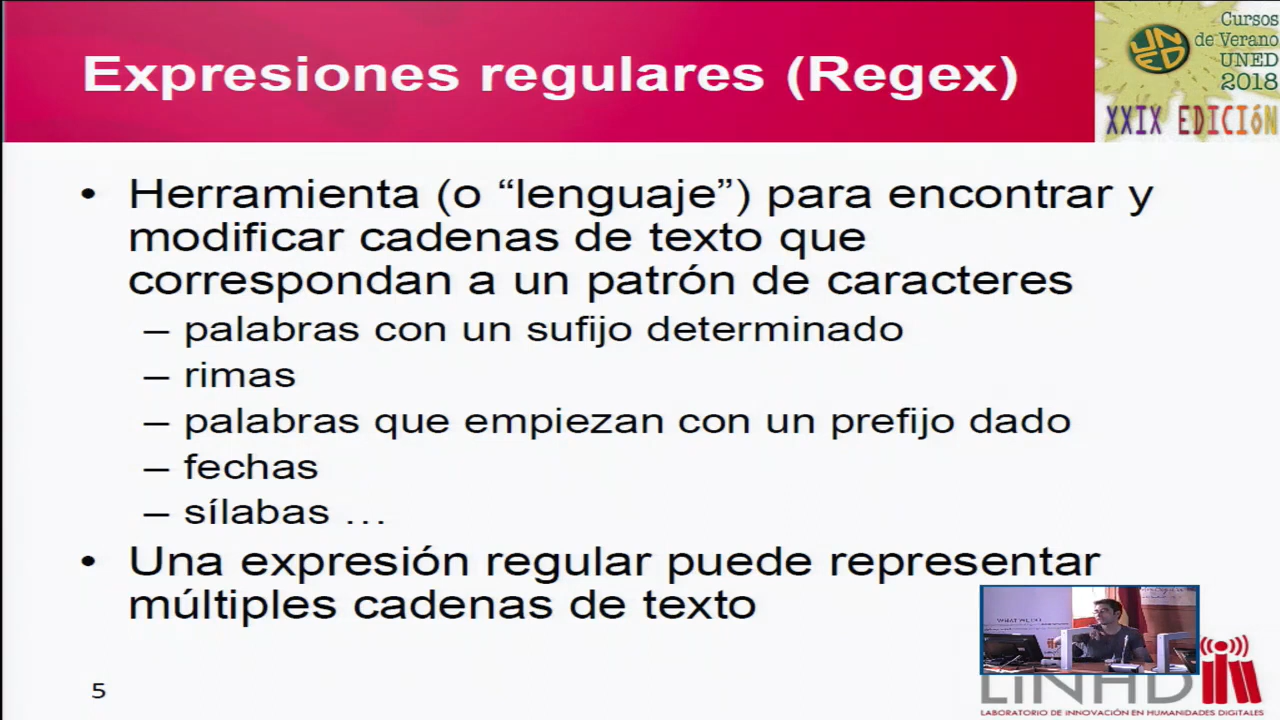 Expresiones regulares (Regex)
Cursos
de Verano
UNED
2018
XXIX EDICIÓN
• Herramienta (o “lenguaje”) para encontrar y
modificar cadenas de texto que
correspondan a un patrón de caracteres
– palabras con un sufijo determinado
– rimas
– palabras que empiezan con un prefijo dado
– fechas
– sílabas …
• Una expresión regular puede representar
múltiples cadenas de texto
5
LINHD
LABORATORIO DE INNOVACIÓN EN HUMANIDADES DIGITALES